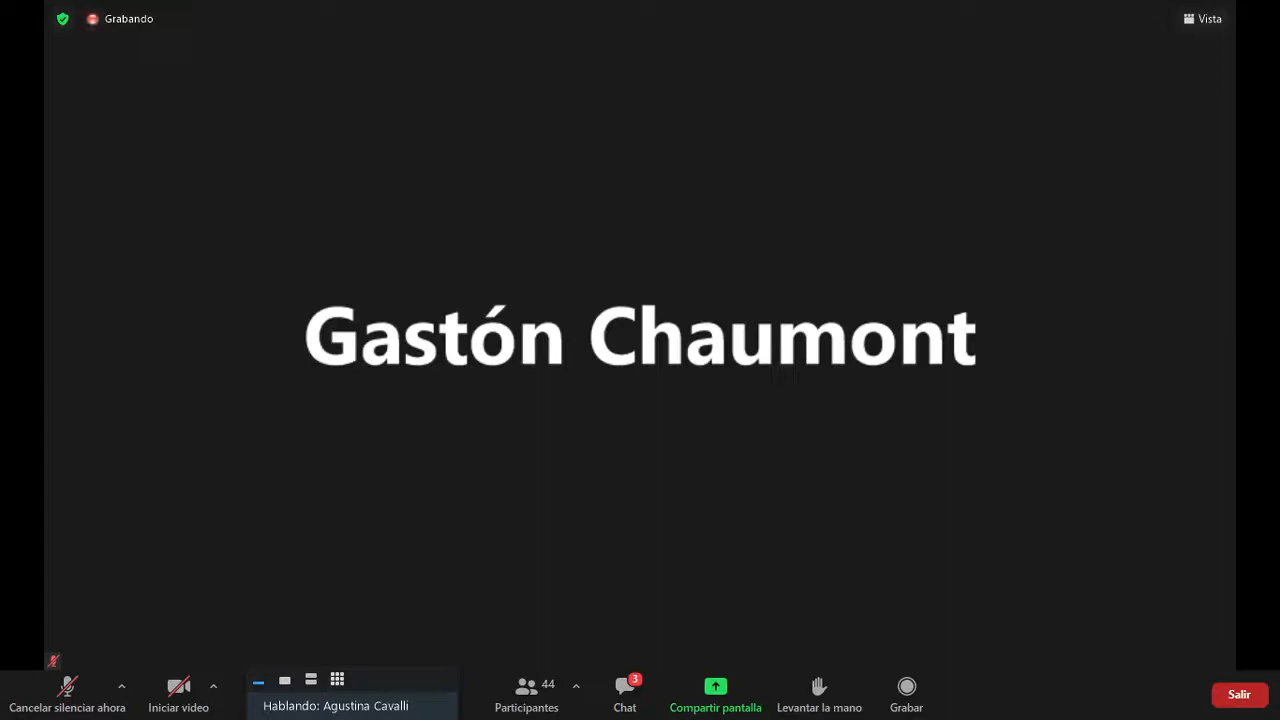 Grabando
Vista
Gastón Chaumont
Cancelar silenciar ahora
Iniciar video
Hablando: Agustina Cavalli
44
Participantes
3
Chat
Compartir pantalla
Levantar la mano
Grabar
Salir